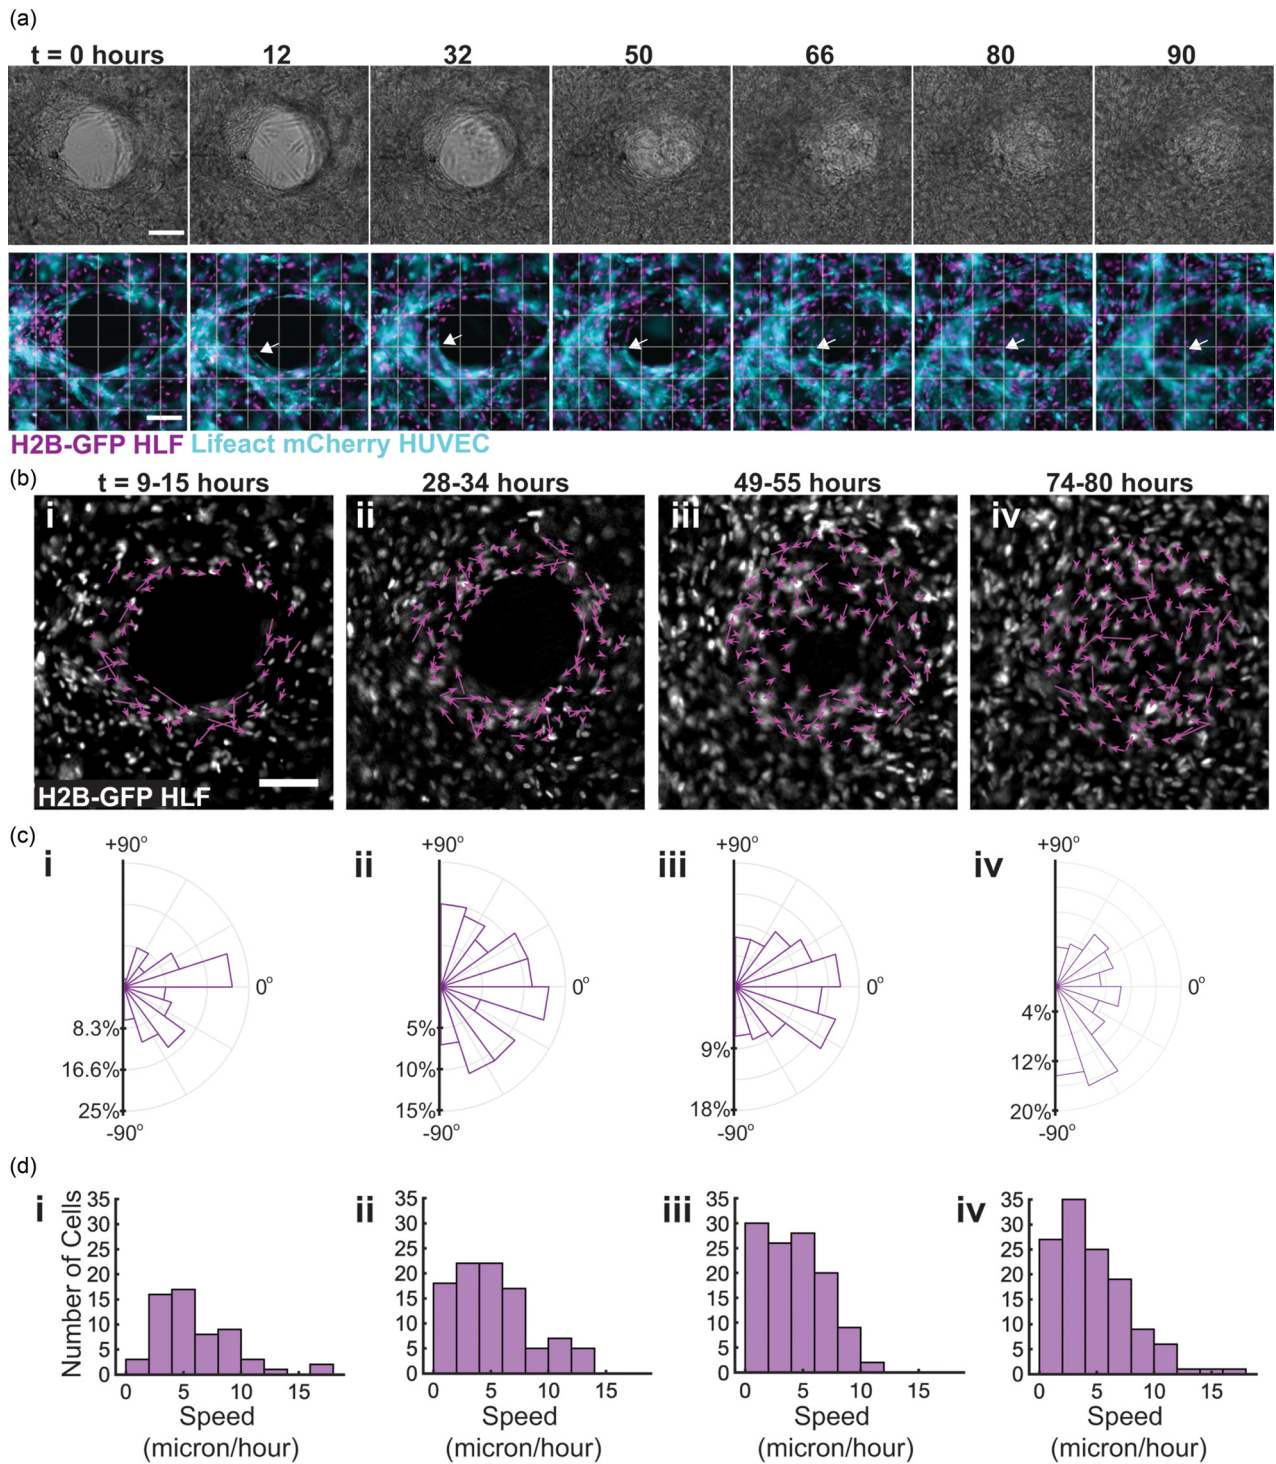 (a)
t = 0 hours 12 32 50 66 80 90
H2B-GFP HLF Lifeact mCherry HUVEC
(b)
t = 9-15 hours 28-34 hours 49-55 hours 74-80 hours
i ii iii iv
H2B-GFP HLF
(c)
i ii iii iv
+90° +90° +90° +90°
0° 0° 0° 0°
8.3% 5% 9% 4%
16.6% 10% 12%
25% 15% 18% 20%
-90° -90° -90° -90°
(d)
i ii iii iv
Number of Cells
35 35 35 35
30 30 30 30
25 25 25 25
20 20 20 20
15 15 15 15
10 10 10 10
5 5 5 5
0 0 0 0
0 5 10 15 0 5 10 15 0 5 10 15 0 5 10 15
Speed Speed Speed Speed
(micron/hour) (micron/hour) (micron/hour) (micron/hour)